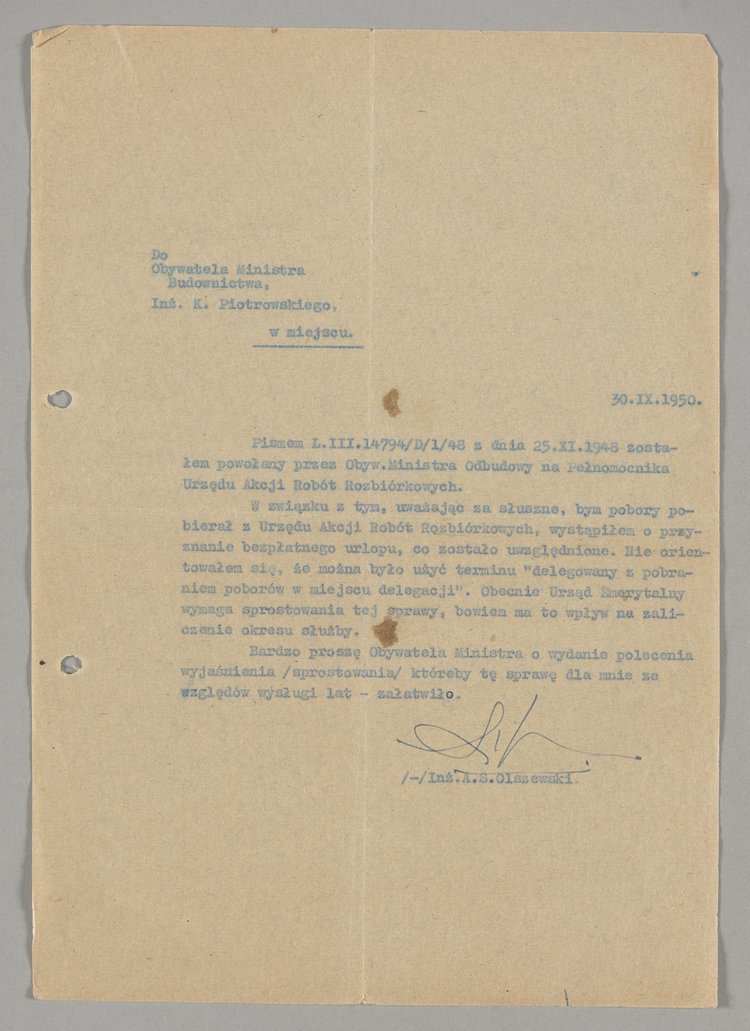 Do
Obywatela Ministra
Budownictwa,
Inż. K. Piotrowskiego,
w miejscu.
30.IX.1950.
Pismem L.III.14794/D/1/48 z dnia 25.XI.1948 zosta-
łem powołany przez Obyw.Ministra Odbudowy na Pełnomocnika
Urzędu Akcji Robót Rozbiórkowych.
W związku z tym, uważając za słuszne, bym pobory po-
bierał z Urzędu Akcji Robót Rozbiórkowych, wystąpiłem o przy-
znanie bezpłatnego urlopu, co zostało uwzględnione. Nie orien-
towałem się, że można było użyć terminu "delegowany z pobra-
niem poborów w miejscu delegacji". Obecnie Urząd Emerytalny
wymaga sprostowania tej sprawy, bowiem ma to wpływ na zali-
czenie okresu służby.
Bardzo proszę Obywatela Ministra o wydanie polecenia
wyjaśnienia /sprostowania/ któreby tę sprawę dla mnie ze
względów wysługi lat - załatwiło.
/-/Inż.A.S.Olszewski.